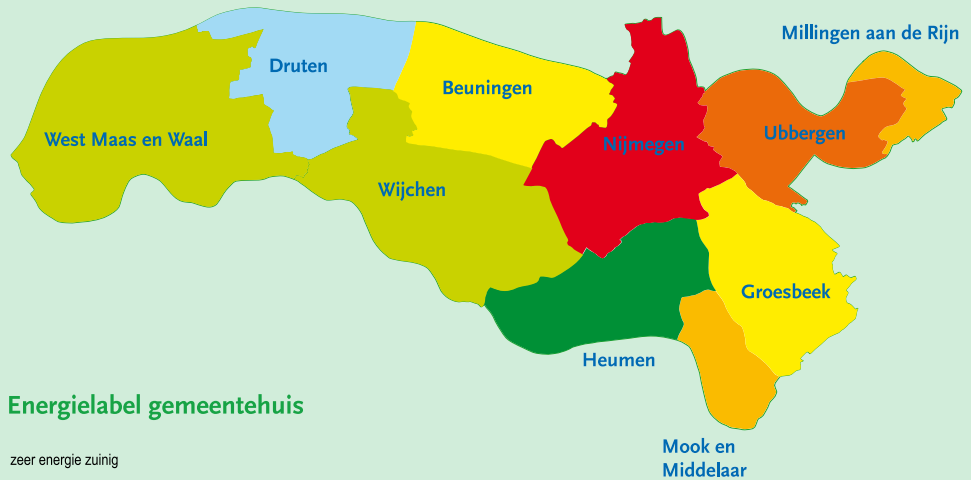 Millingen aan de Rijn
Druten
Beuningen
West Maas en Waal
Nijmegen
Ubbergen
Wijchen
Groesbeek
Heumen
Energielabel gemeentehuis
Mook en
Middelaar
zeer energie zuinig